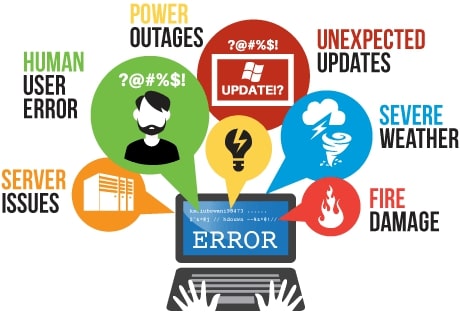 POWER
OUTAGES
HUMAN
USER
ERROR
?@#%$!
?@#%$!
UPDATE!?
UNEXPECTED
UPDATES
SEVERE
WEATHER
SERVER
ISSUES
FIRE
DAMAGE
ERROR